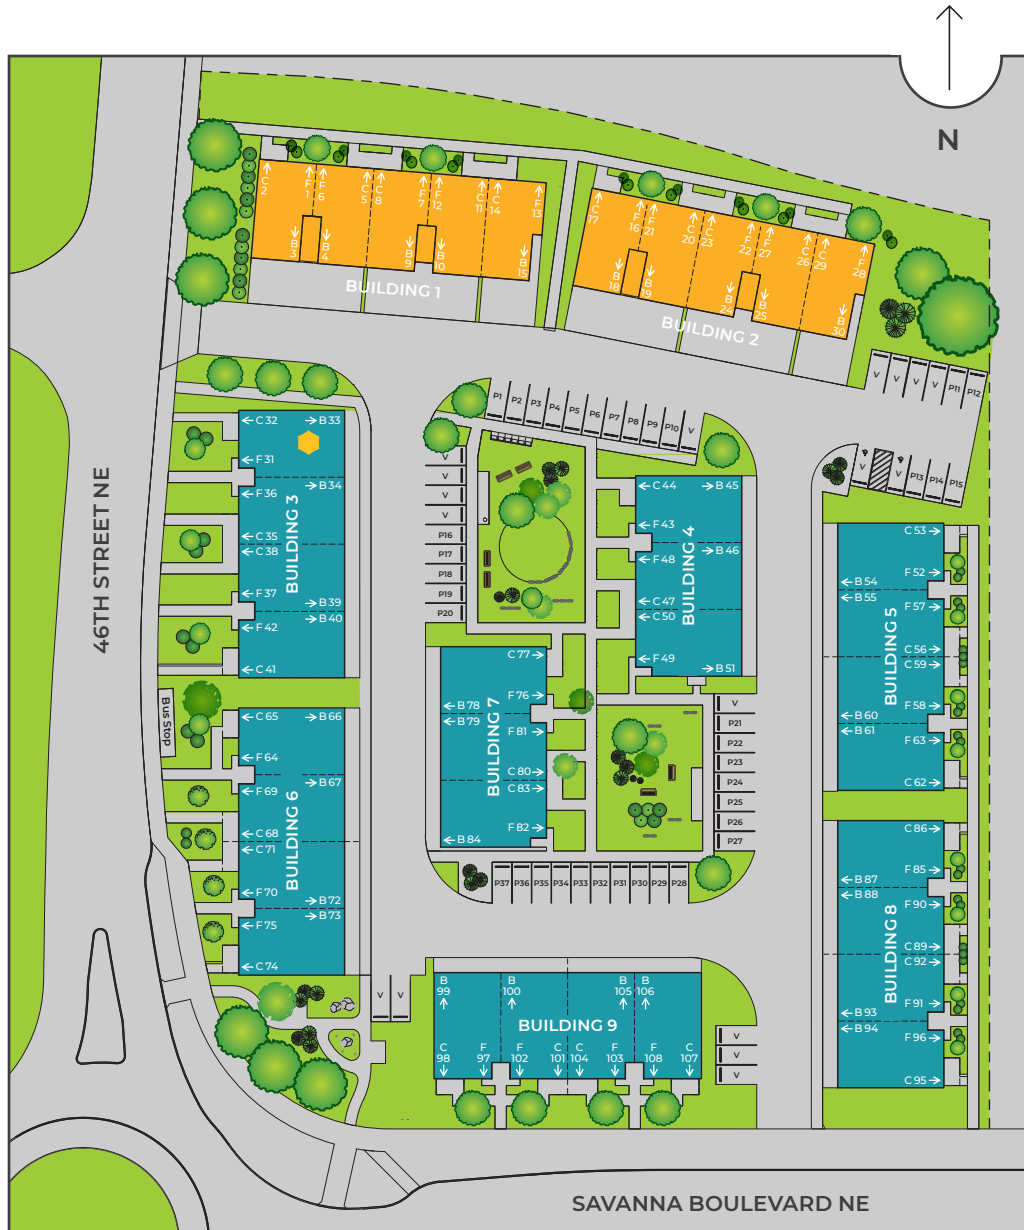 N
C 2
F 1
F 6
C 5
C 8
F 7
F 12
C 11
C 14
F 13
B 3
B 4
B 9
B 10
B 15
BUILDING 1
C 17
F 16
F 21
C 20
C 23
F 22
F 27
C 26
C 29
F 28
B 18
B 19
B 24
B 25
B 30
BUILDING 2
V
V
V
V
P11
P12
P1
P2
P3
P4
P5
P6
P7
P8
P9
P10
V
V
V
P13
P14
P15
V
V
V
V
P16
P17
P18
P19
P20
46TH STREET NE
C 32
B 33
F 31
B 34
F 36
C 35
C 38
F 37
B 39
B 40
F 42
C 41
BUILDING 3
C 44
B 45
F 43
B 46
F 48
C 47
C 50
F 49
B 51
BUILDING 4
C 53
F 52
B 54
B 55
F 57
C 56
C 59
F 58
B 60
B 61
F 63
C 62
BUILDING 5
Bus Stop
C 65
B 66
F 64
B 67
F 69
C 68
C 71
F 70
B 72
B 73
F 75
C 74
BUILDING 6
C 77
F 76
B 78
B 79
F 81
C 80
C 83
F 82
B 84
BUILDING 7
V
P21
P22
P23
P24
P25
P26
P27
P37
P36
P35
P34
P33
P32
P31
P30
P29
P28
C 86
F 85
B 87
B 88
F 90
C 89
C 92
F 91
B 93
B 94
F 96
C 95
BUILDING 8
V
V
B 99
B 100
B 105
B 106
BUILDING 9
C 98
F 97
F 102
C 101
C 104
F 103
F 108
C 107
V
V
V
SAVANNA BOULEVARD NE